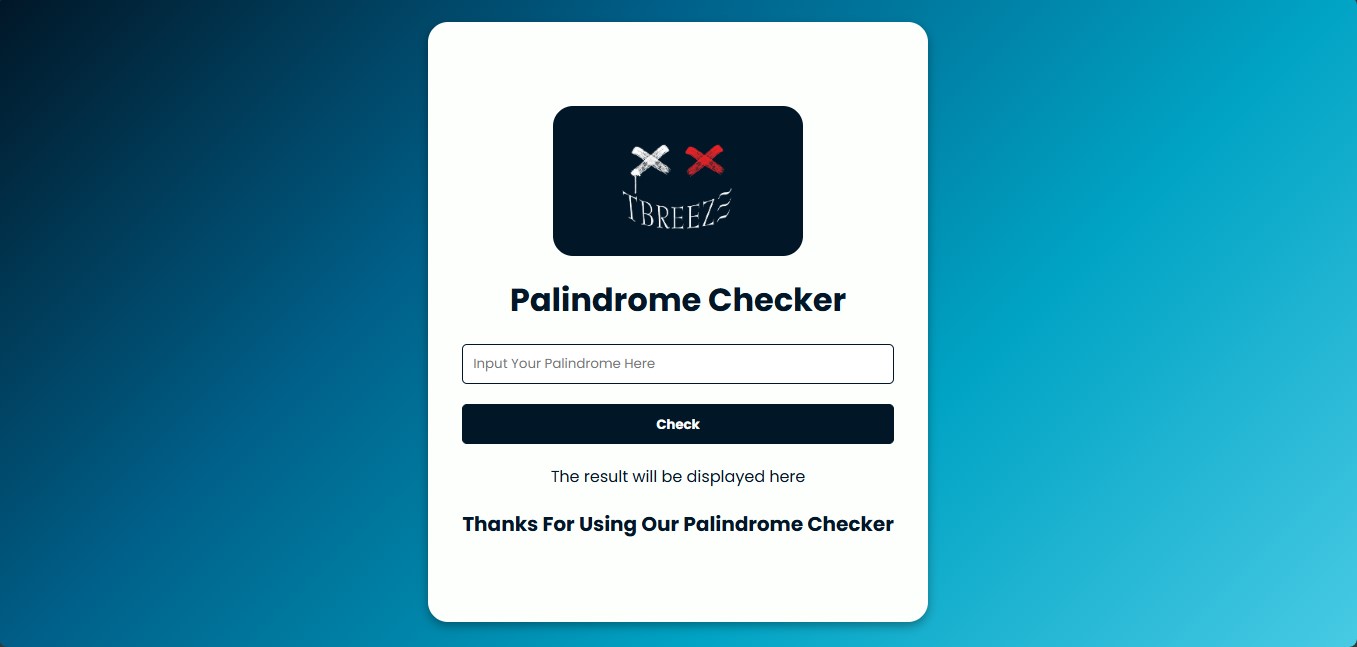 TBREEZE
Palindrome Checker
Input Your Palindrome Here
Check
The result will be displayed here
Thanks For Using Our Palindrome Checker